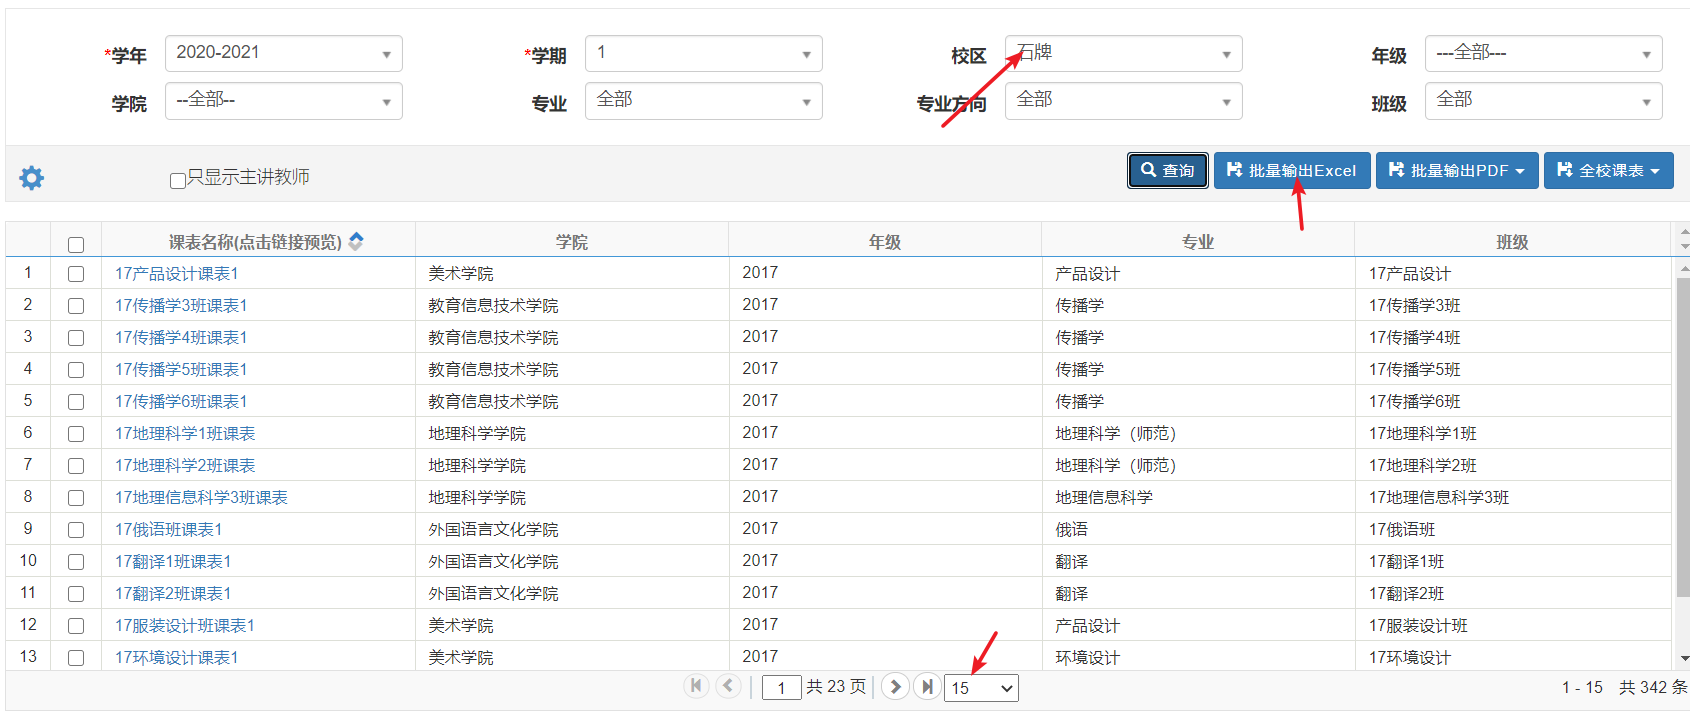 *学年 2020-2021 *学期 1 校区 石牌 年级 ---全部---
学院 --全部-- 专业 全部 专业方向 全部 班级 全部
只显示主讲教师 查询 批量输出Excel 批量输出PDF 全校课表
课表名称(点击链接预览) 学院 年级 专业 班级
1 17产品设计课表1 美术学院 2017 产品设计 17产品设计
2 17传播学3班课表1 教育信息技术学院 2017 传播学 17传播学3班
3 17传播学4班课表1 教育信息技术学院 2017 传播学 17传播学4班
4 17传播学5班课表1 教育信息技术学院 2017 传播学 17传播学5班
5 17传播学6班课表1 教育信息技术学院 2017 传播学 17传播学6班
6 17地理科学1班课表 地理科学学院 2017 地理科学（师范） 17地理科学1班
7 17地理科学2班课表 地理科学学院 2017 地理科学（师范） 17地理科学2班
8 17地理信息科学3班课表 地理科学学院 2017 地理信息科学 17地理信息科学3班
9 17俄语班课表1 外国语言文化学院 2017 俄语 17俄语班
10 17翻译1班课表1 外国语言文化学院 2017 翻译 17翻译1班
11 17翻译2班课表1 外国语言文化学院 2017 翻译 17翻译2班
12 17服装设计班课表1 美术学院 2017 产品设计 17服装设计班
13 17环境设计课表1 美术学院 2017 环境设计 17环境设计
1 共 23 页 15 1 - 15 共 342 条